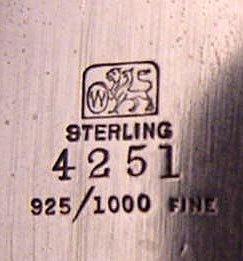 W
STERLING
4251
925/1000 FINE